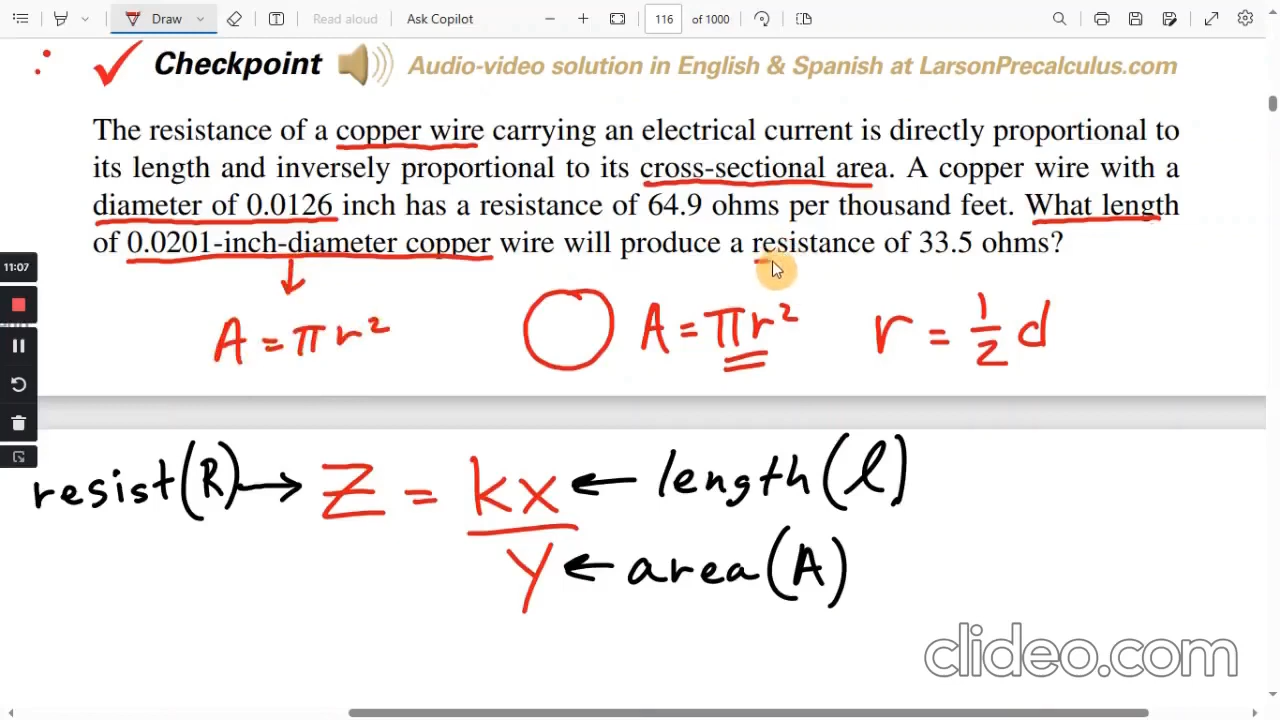 Draw
Read aloud
Ask Copilot
116 of 1000
Checkpoint Audio-video solution in English & Spanish at LarsonPrecalculus.com
The resistance of a copper wire carrying an electrical current is directly proportional to
its length and inversely proportional to its cross-sectional area. A copper wire with a
diameter of 0.0126 inch has a resistance of 64.9 ohms per thousand feet. What length
of 0.0201-inch-diameter copper wire will produce a resistance of 33.5 ohms?
11:07
A = πr² A = πr² r = 1/2 d
resist(R) → Z = kx ← length(l)
y ← area(A)
clideo.com